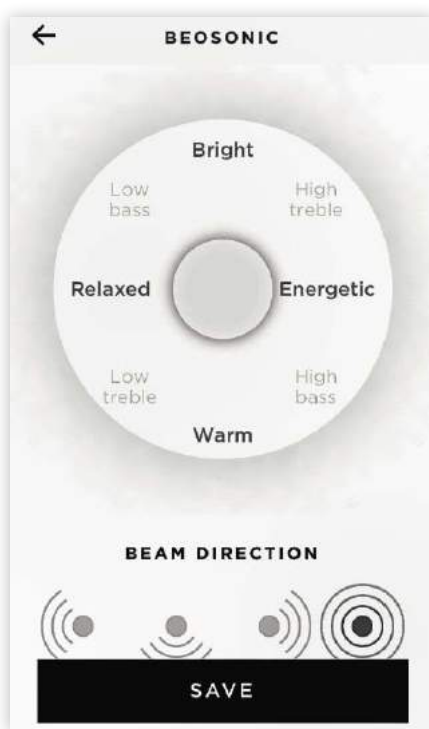 BEOSONIC
Bright
Low
bass
High
treble
Relaxed
Energetic
Low
treble
High
bass
Warm
BEAM DIRECTION
SAVE